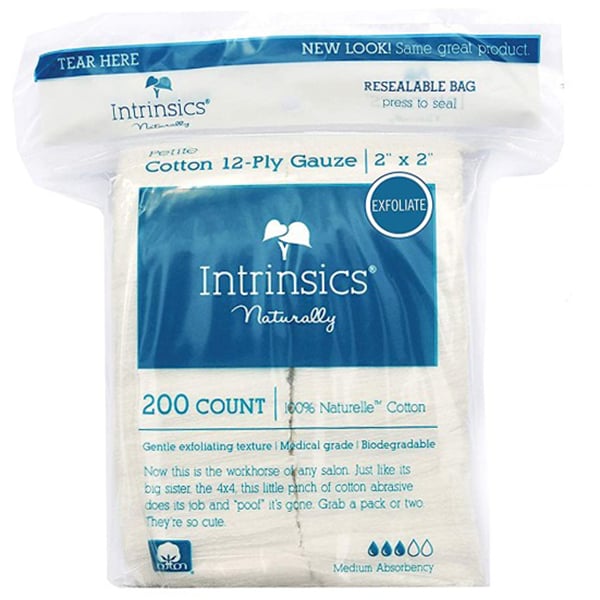 TEAR HERE
NEW LOOK! Same great product.
Intrinsics®
Naturally
RESEALABLE BAG
press to seal
Petite
Cotton 12-Ply Gauze | 2" x 2"
EXFOLIATE
Intrinsics®
Naturally
200 COUNT | 100% Naturelle™ Cotton
Gentle exfoliating texture | Medical grade | Biodegradable
Now this is the workhorse of any salon. Just like its
big sister, the 4x4, this little pinch of cotton abrasive
does its job and "poof" it's gone. Grab a pack or two.
They're so cute.
cotton
Medium Absorbency